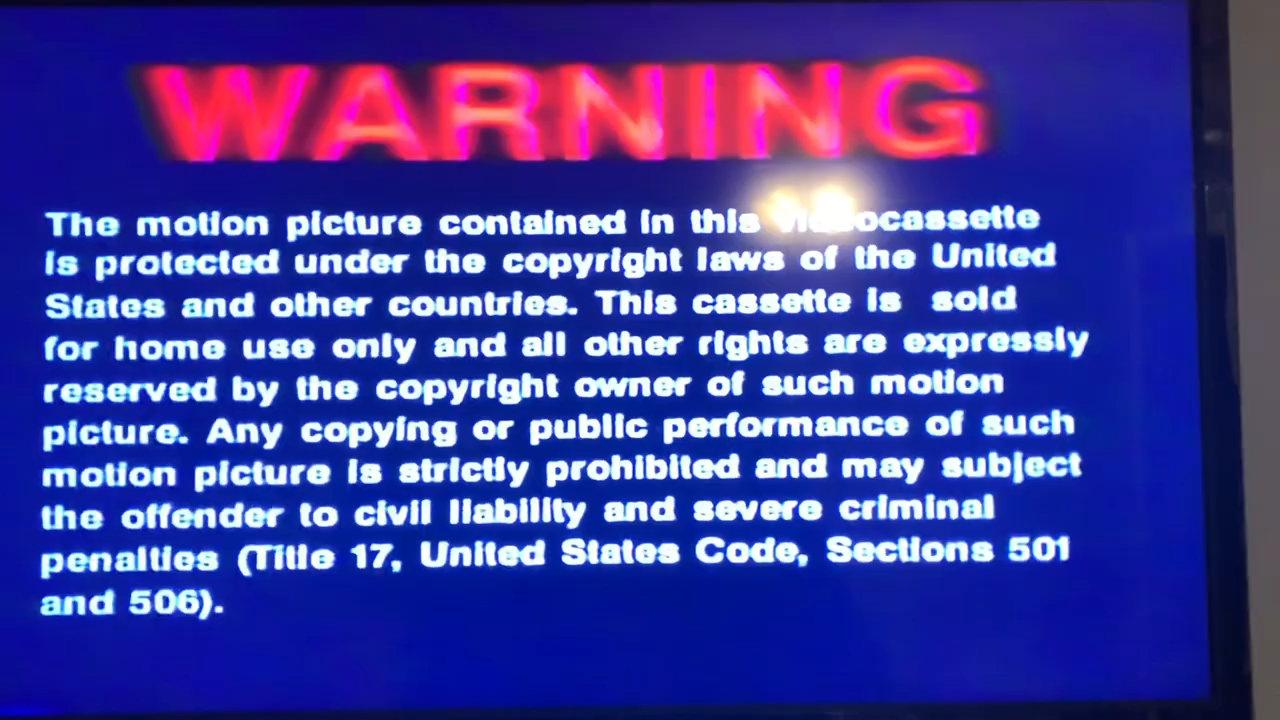 WARNING
The motion picture contained in this videocassette
is protected under the copyright laws of the United
States and other countries. This cassette is sold
for home use only and all other rights are expressly
reserved by the copyright owner of such motion
picture. Any copying or public performance of such
motion picture is strictly prohibited and may subject
the offender to civil liability and severe criminal
penalties (Title 17, United States Code, Sections 501
and 506).